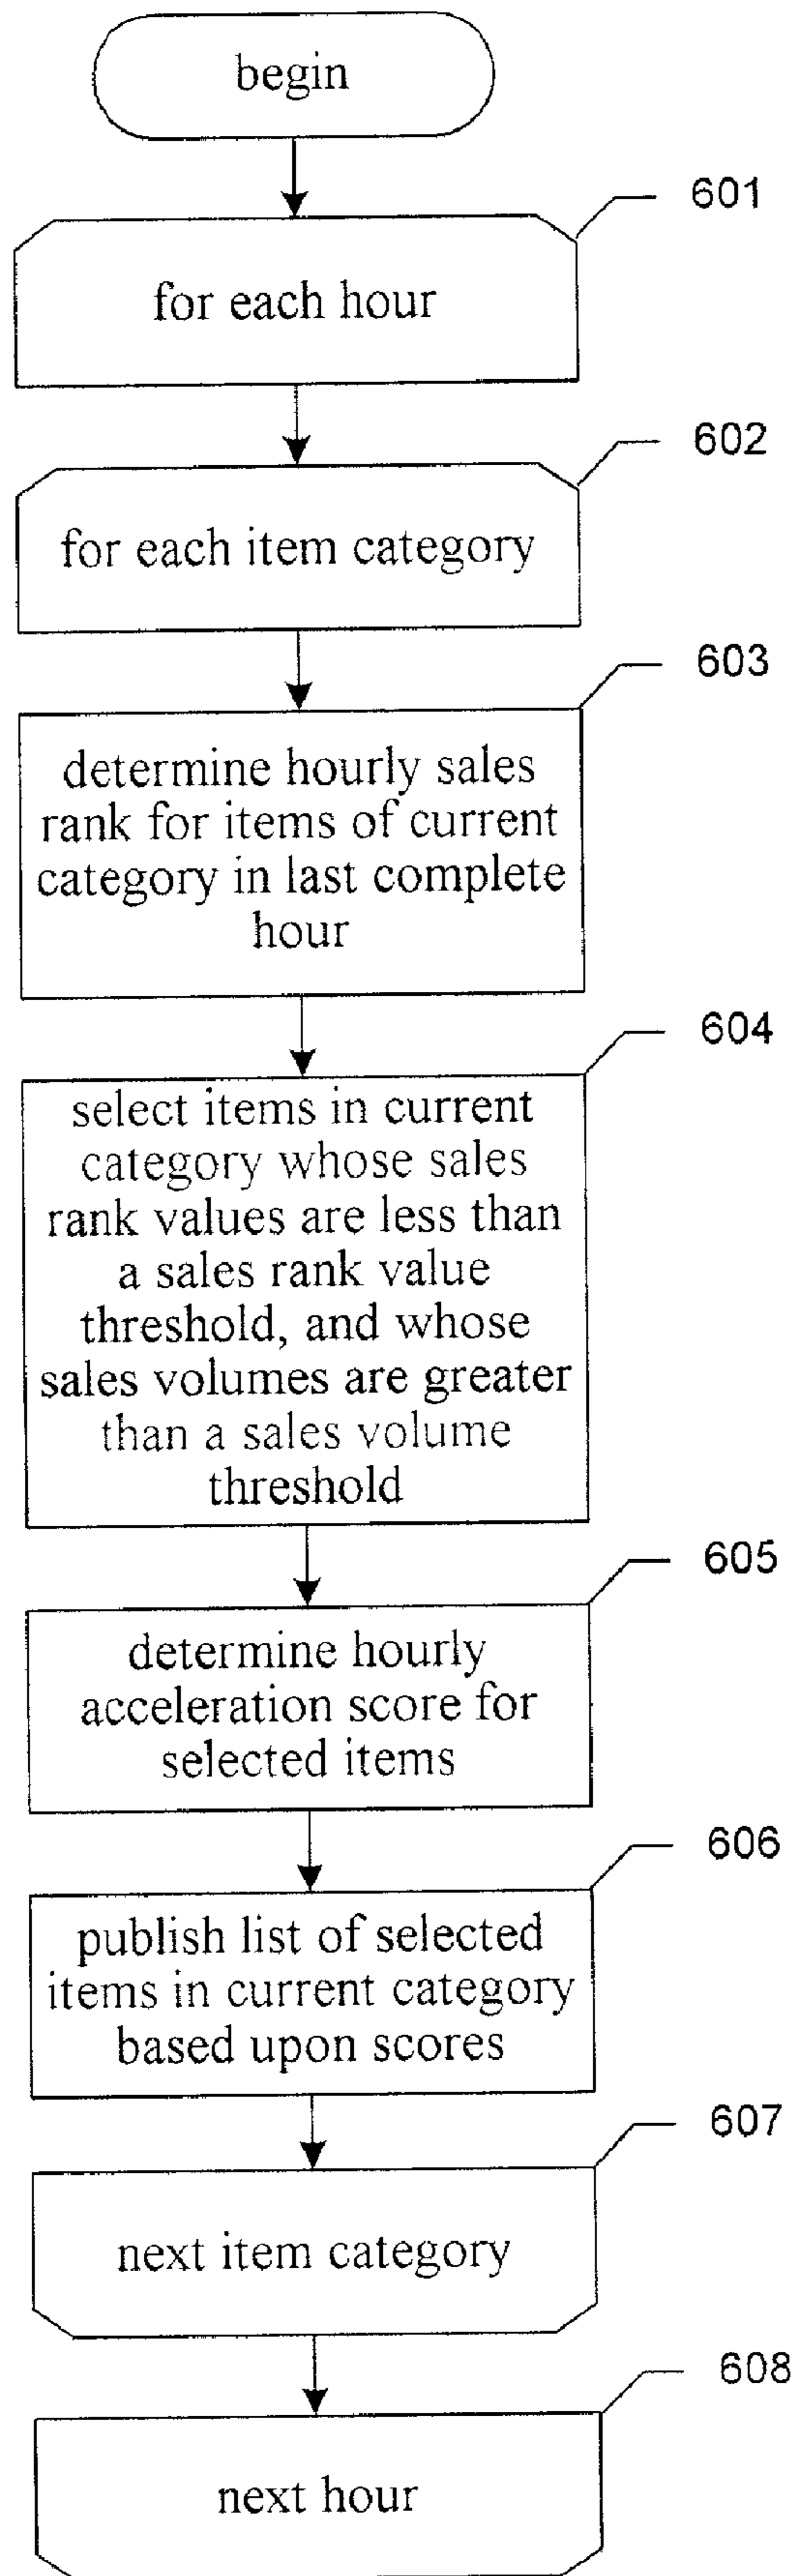 begin
601
for each hour
602
for each item category
603
determine hourly sales
rank for items of current
category in last complete
hour
604
select items in current
category whose sales
rank values are less than
a sales rank value
threshold, and whose
sales volumes are greater
than a sales volume
threshold
605
determine hourly
acceleration score for
selected items
606
publish list of selected
items in current category
based upon scores
607
next item category
608
next hour